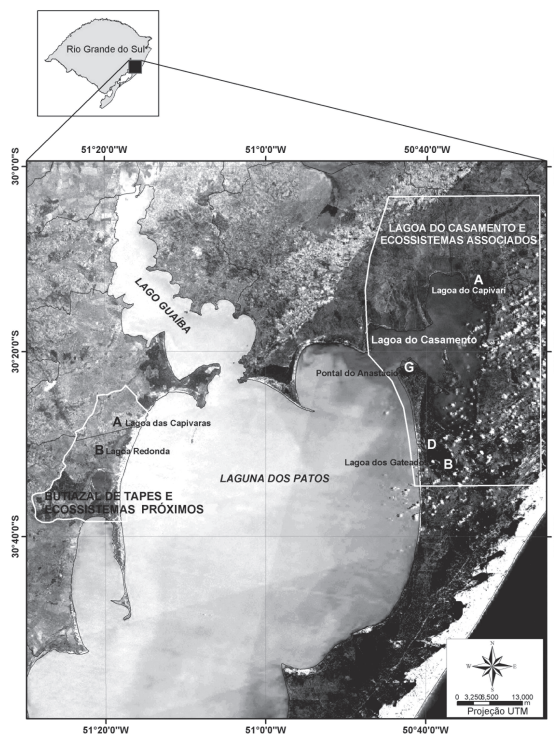 Rio Grande do Sul
51°20'0"W 51°0'0"W 50°40'0"W
30°0'0"S
LAGOA DO CASAMENTO E
ECOSSISTEMAS ASSOCIADOS
A
Lagoa do Capivari
LAGO GUAÍBA
Lagoa do Casamento
30°20'0"S
Pontal do Anastácio
G
A Lagoa das Capivaras
D
B Lagoa Redonda
Lagoa dos Gateados
B
LAGUNA DOS PATOS
BUTIAZAL DE TAPES E
ECOSSISTEMAS PRÓXIMOS
30°40'0"S
N
W E
S
0 3,2506,500 13,000
m
Projeção UTM
51°20'0"W 51°0'0"W 50°40'0"W